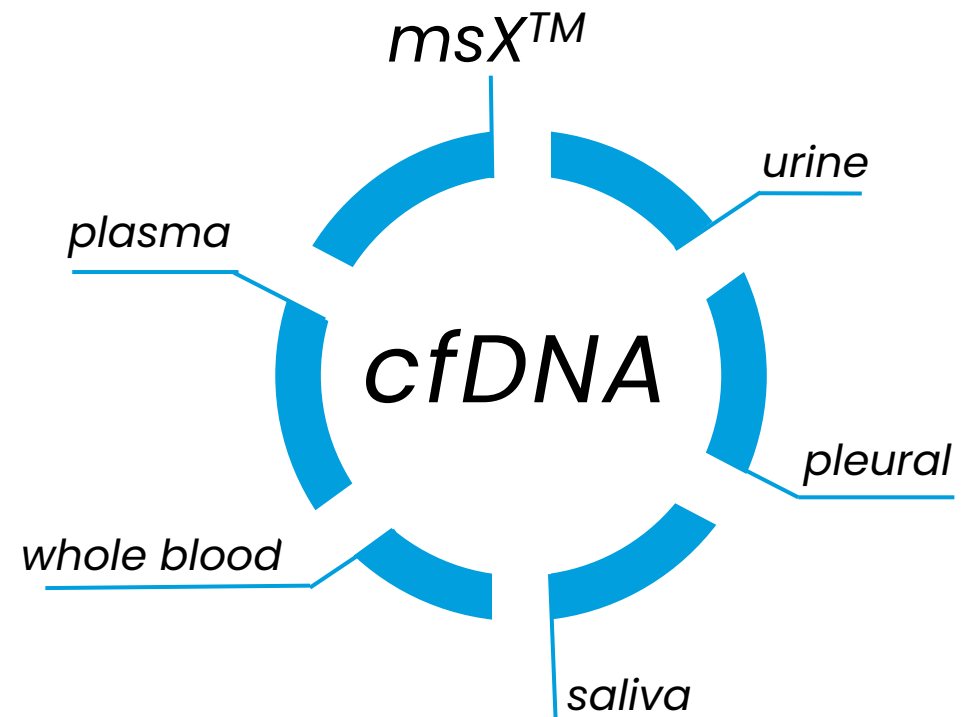 msX™
urine
plasma
cfDNA
pleural
whole blood
saliva